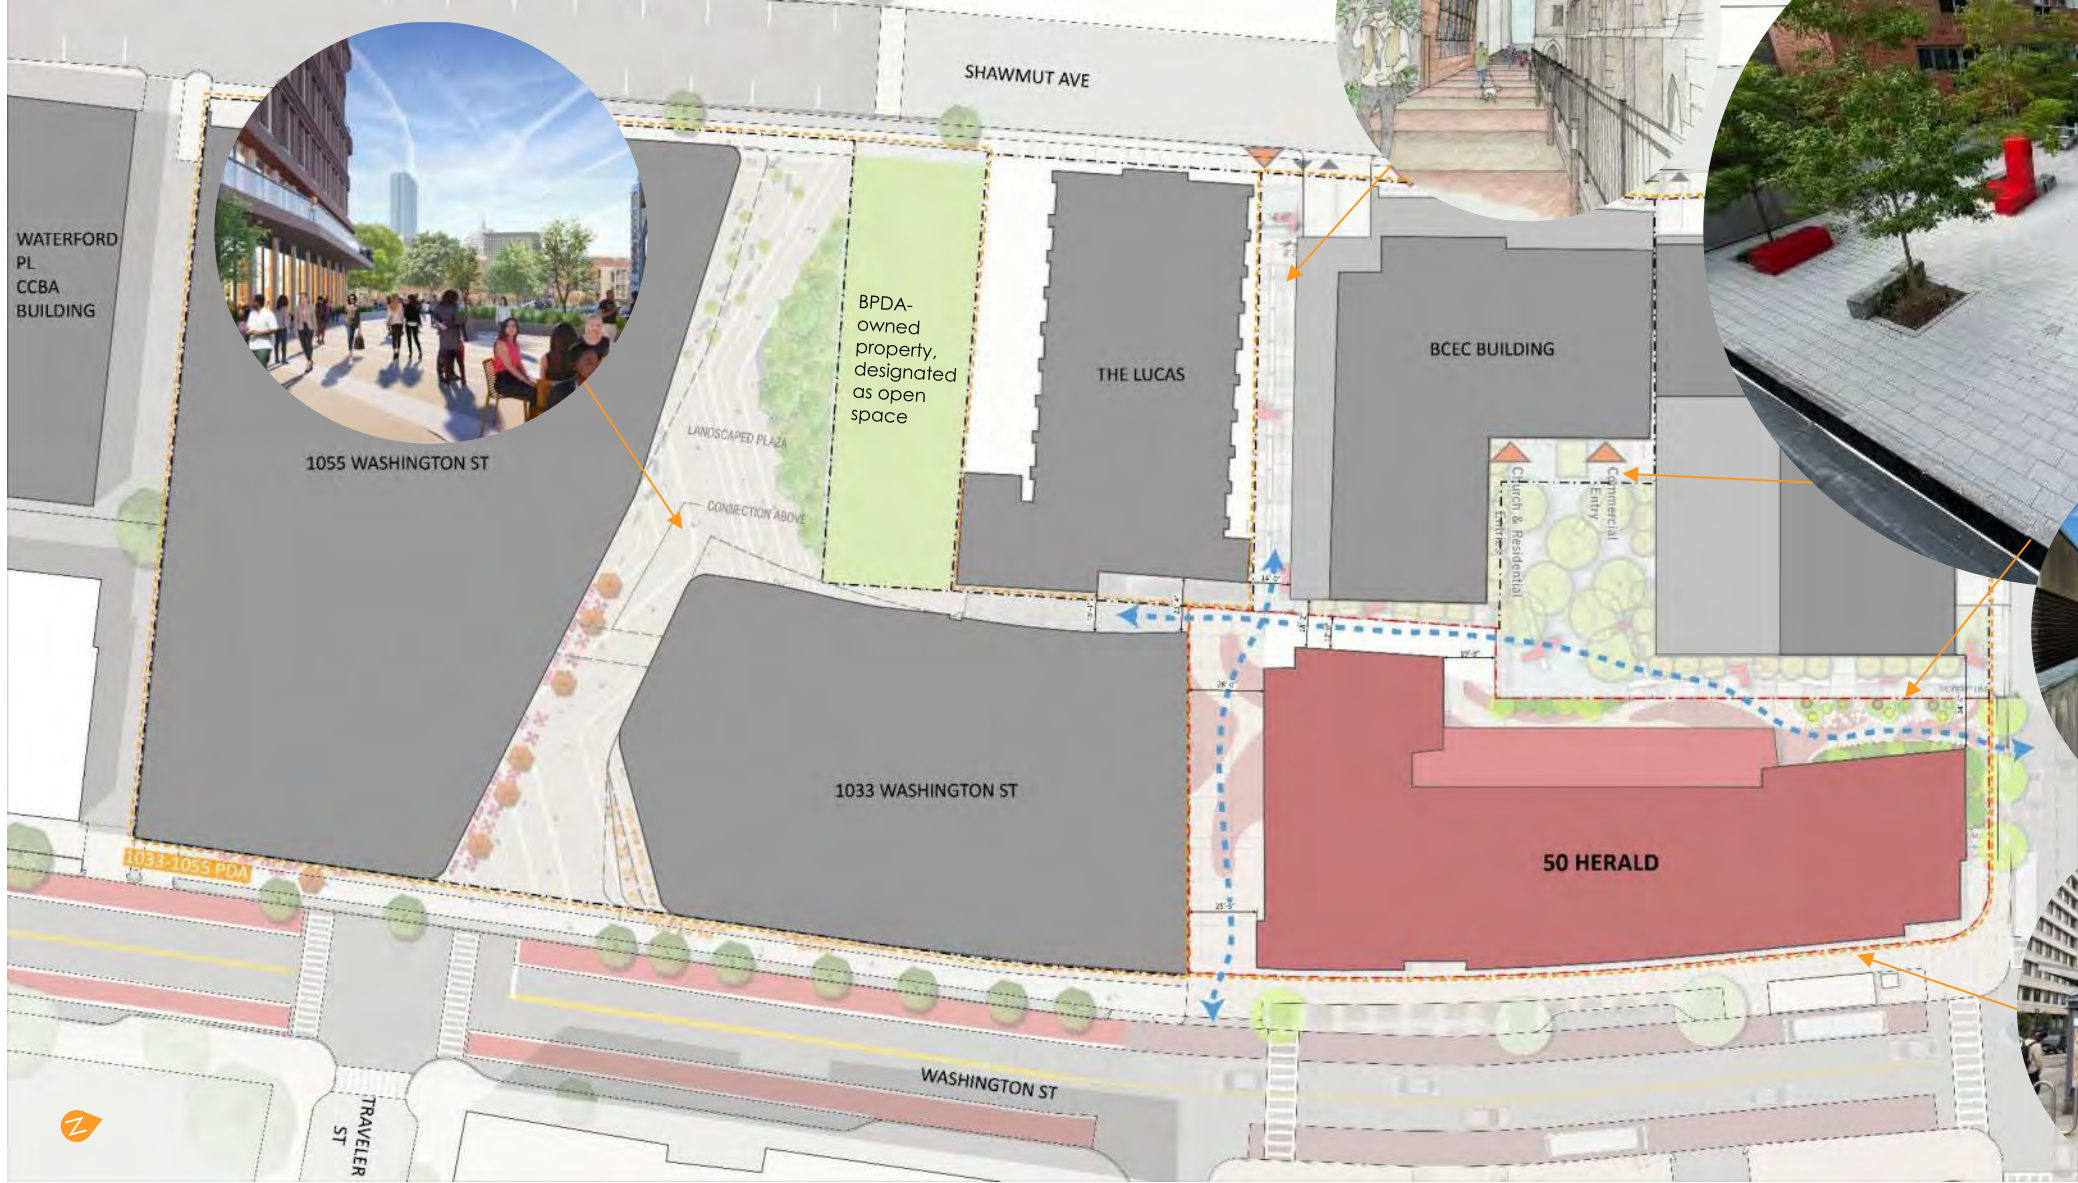 SHAWMUT AVE
WATERFORD
PL
CCBA
BUILDING
BPDA-
owned
property,
designated
as open
space
THE LUCAS
BCEC BUILDING
LANDSCAPED PLAZA
1055 WASHINGTON ST
CONNECTION ABOVE
Church & Residential
Entries
Commercial
Entry
PROPERTY LINE
1033 WASHINGTON ST
50 HERALD
1033-1055 PDA
WASHINGTON ST
TRAVELER
ST
N